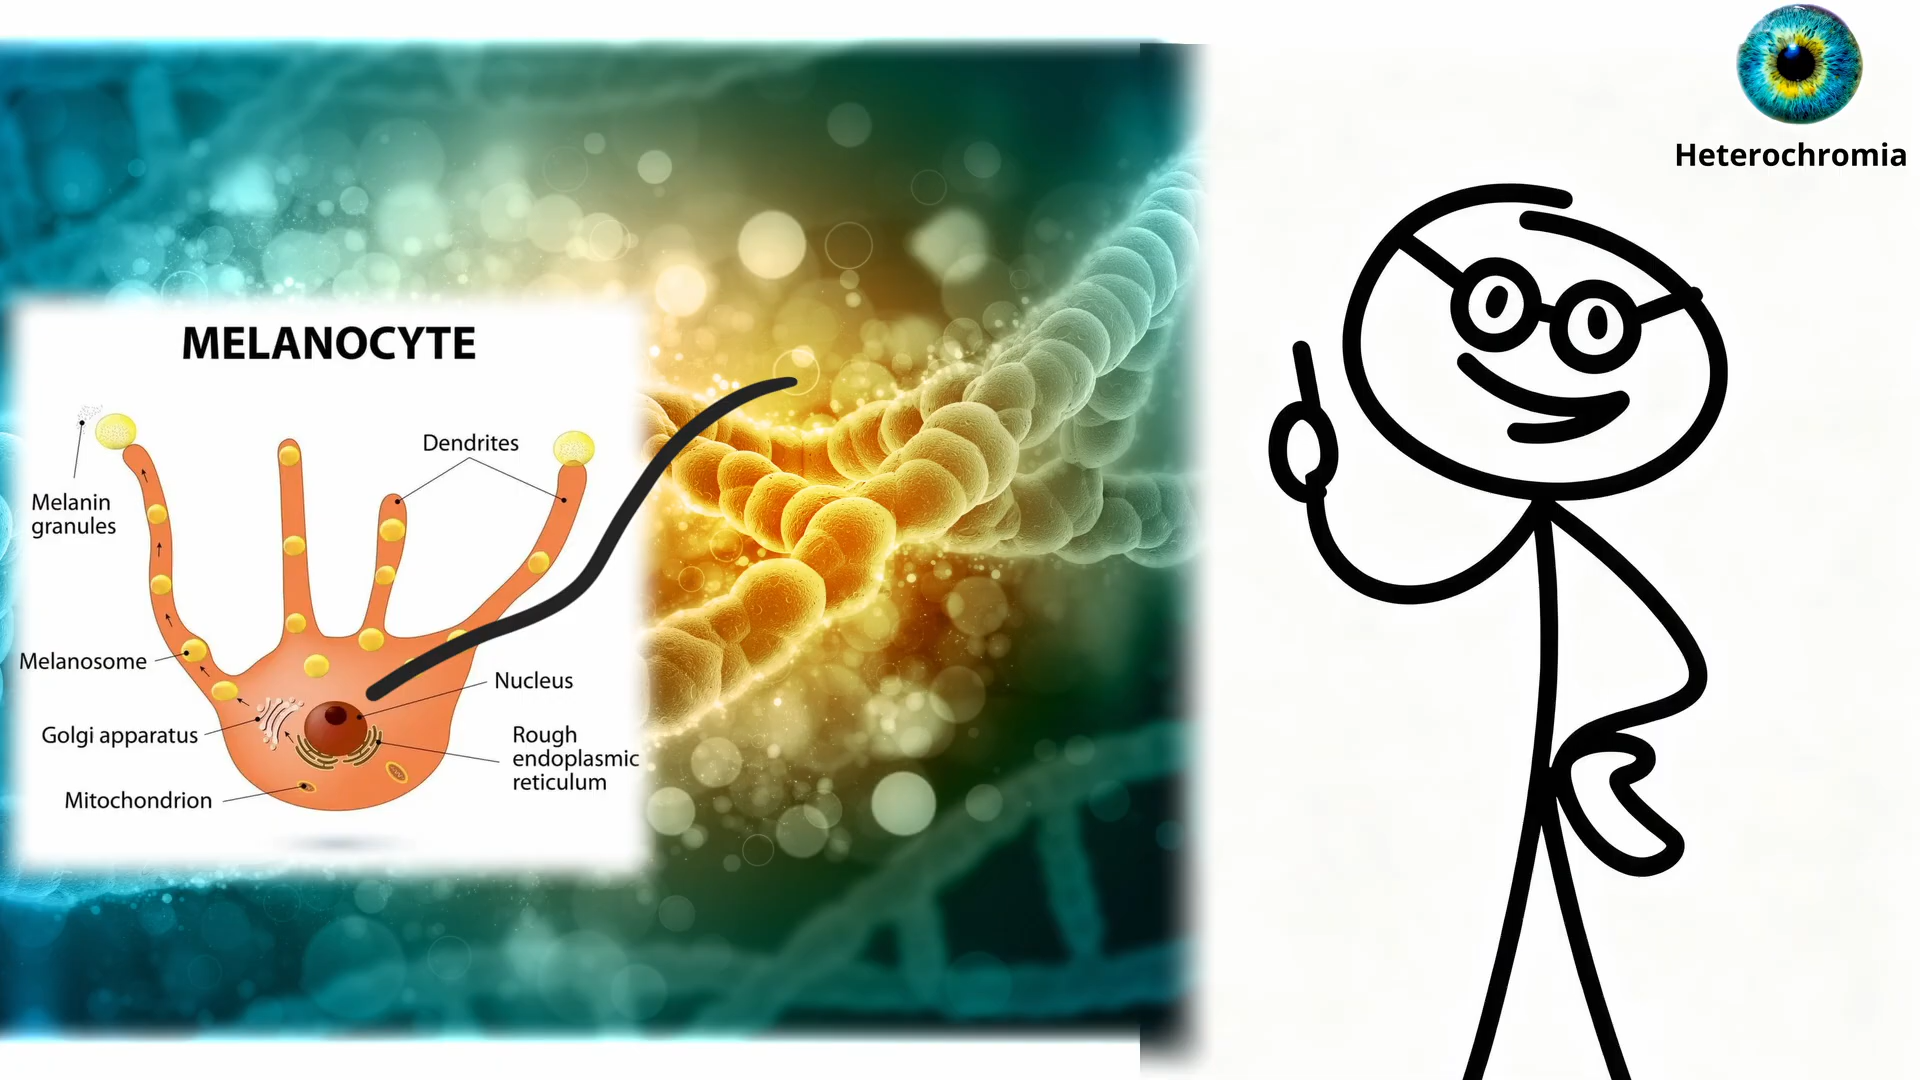 Heterochromia
MELANOCYTE
Dendrites
Melanin
granules
Melanosome
Nucleus
Golgi apparatus
Rough
endoplasmic
reticulum
Mitochondrion